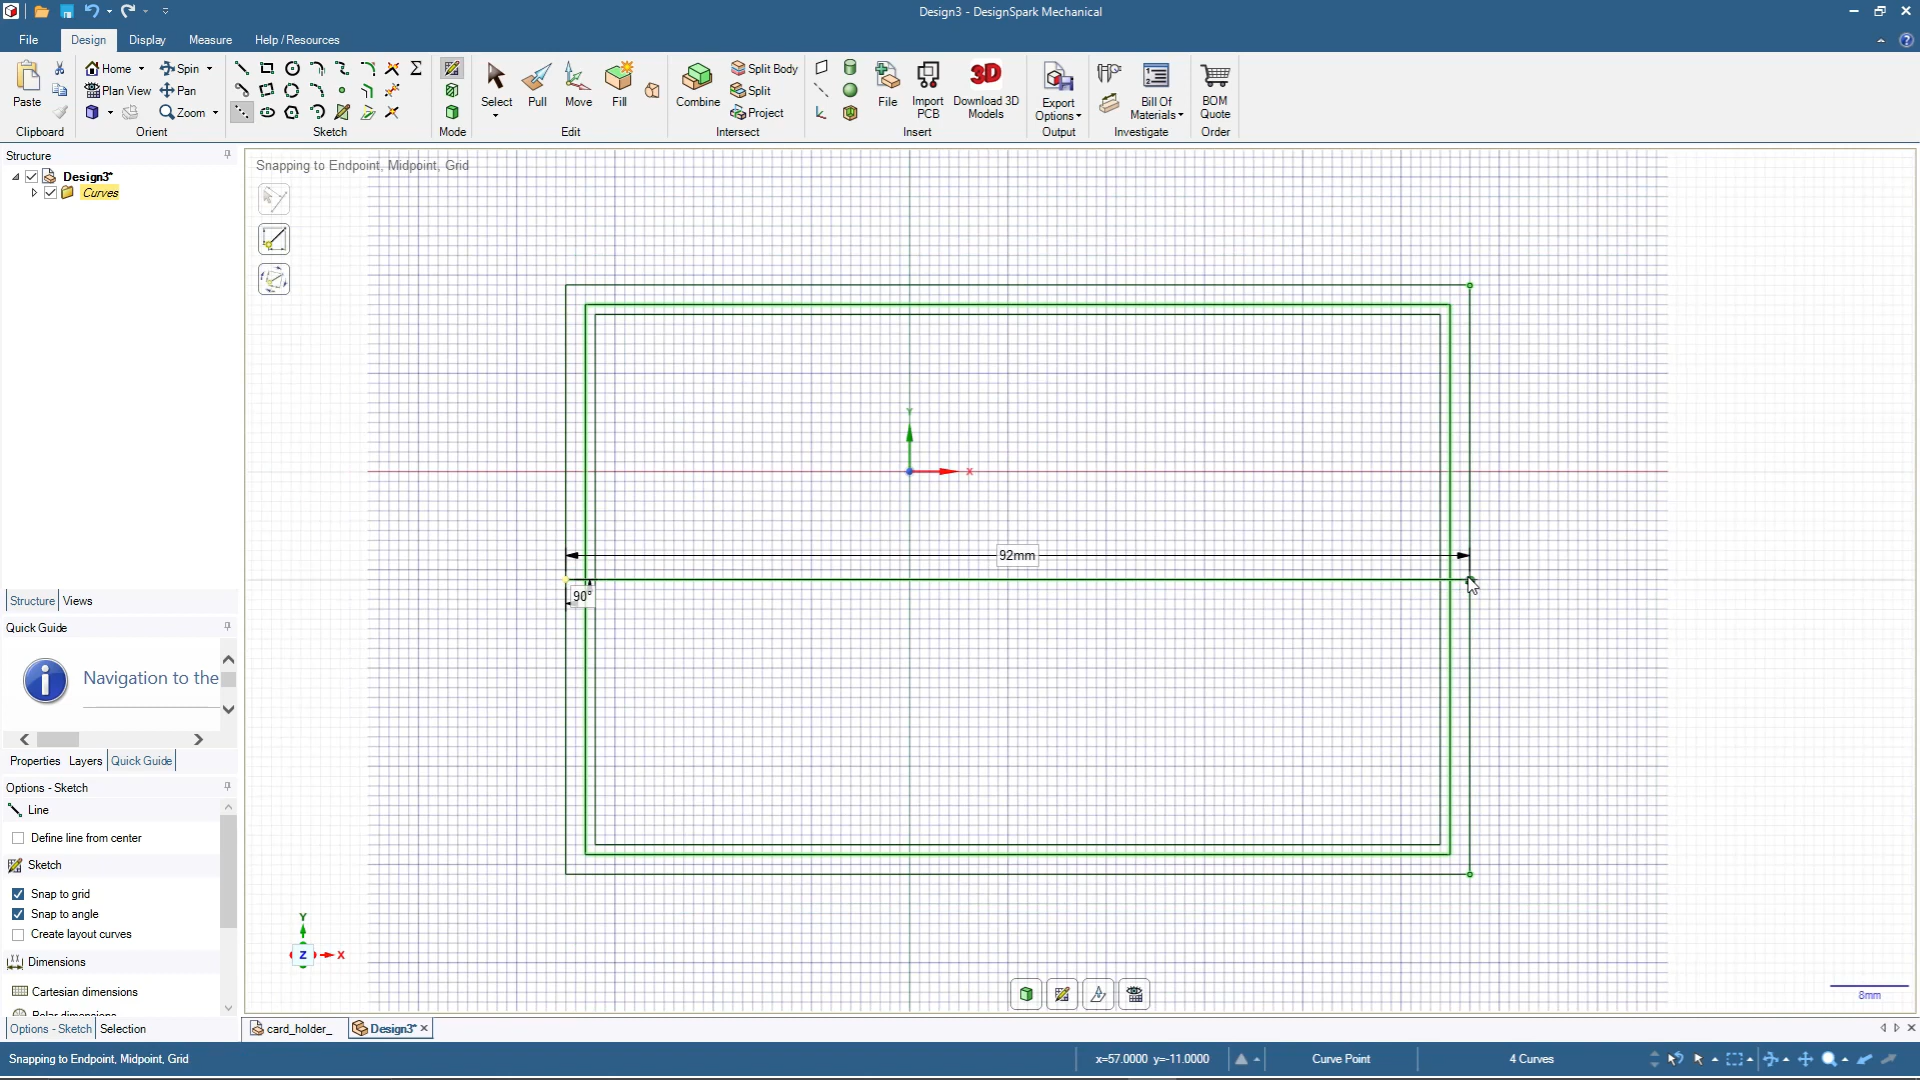 Design3 - DesignSpark Mechanical
File Design Display Measure Help / Resources
Paste
Clipboard
Home Spin
Plan View Pan
Zoom
Orient
Sketch
Mode
Select Pull Move Fill
Edit
Combine
Split Body
Split
Project
Intersect
File
Import PCB
3D
Download 3D Models
Insert
Export Options
Output
Bill Of Materials
Investigate
BOM Quote
Order
Structure
Design3*
Curves
Structure Views
Quick Guide
Navigation to the
Properties Layers Quick Guide
Options - Sketch
Line
Define line from center
Sketch
Snap to grid
Snap to angle
Create layout curves
Dimensions
Cartesian dimensions
Options - Sketch Selection
Snapping to Endpoint, Midpoint, Grid
Y
X
92mm
90°
Y
Z X
8mm
card_holder_ Design3*
Snapping to Endpoint, Midpoint, Grid
x=57.0000 y=-11.0000
Curve Point
4 Curves